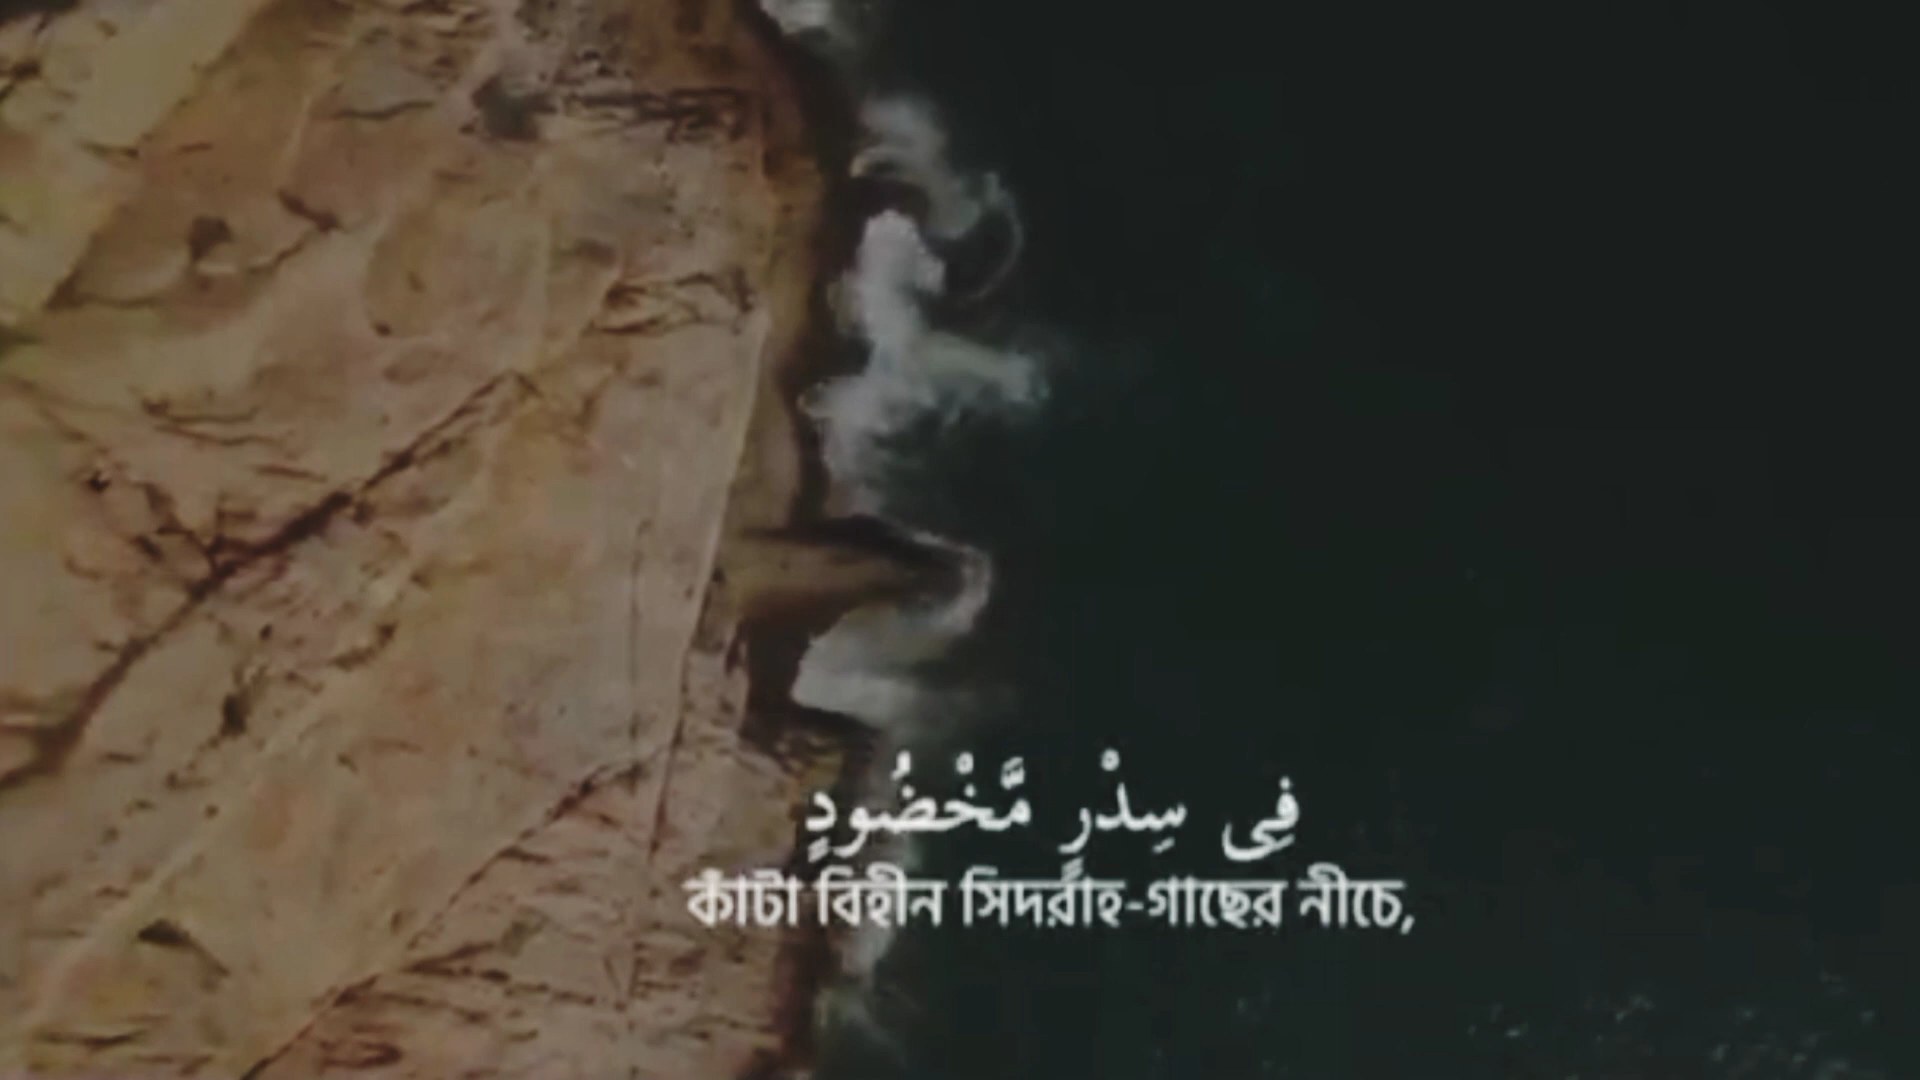 فِي سِدْرٍ مَّخْضُودٍ
কাঁটা বিহীন সিদরাহ-গাছের নীচে,